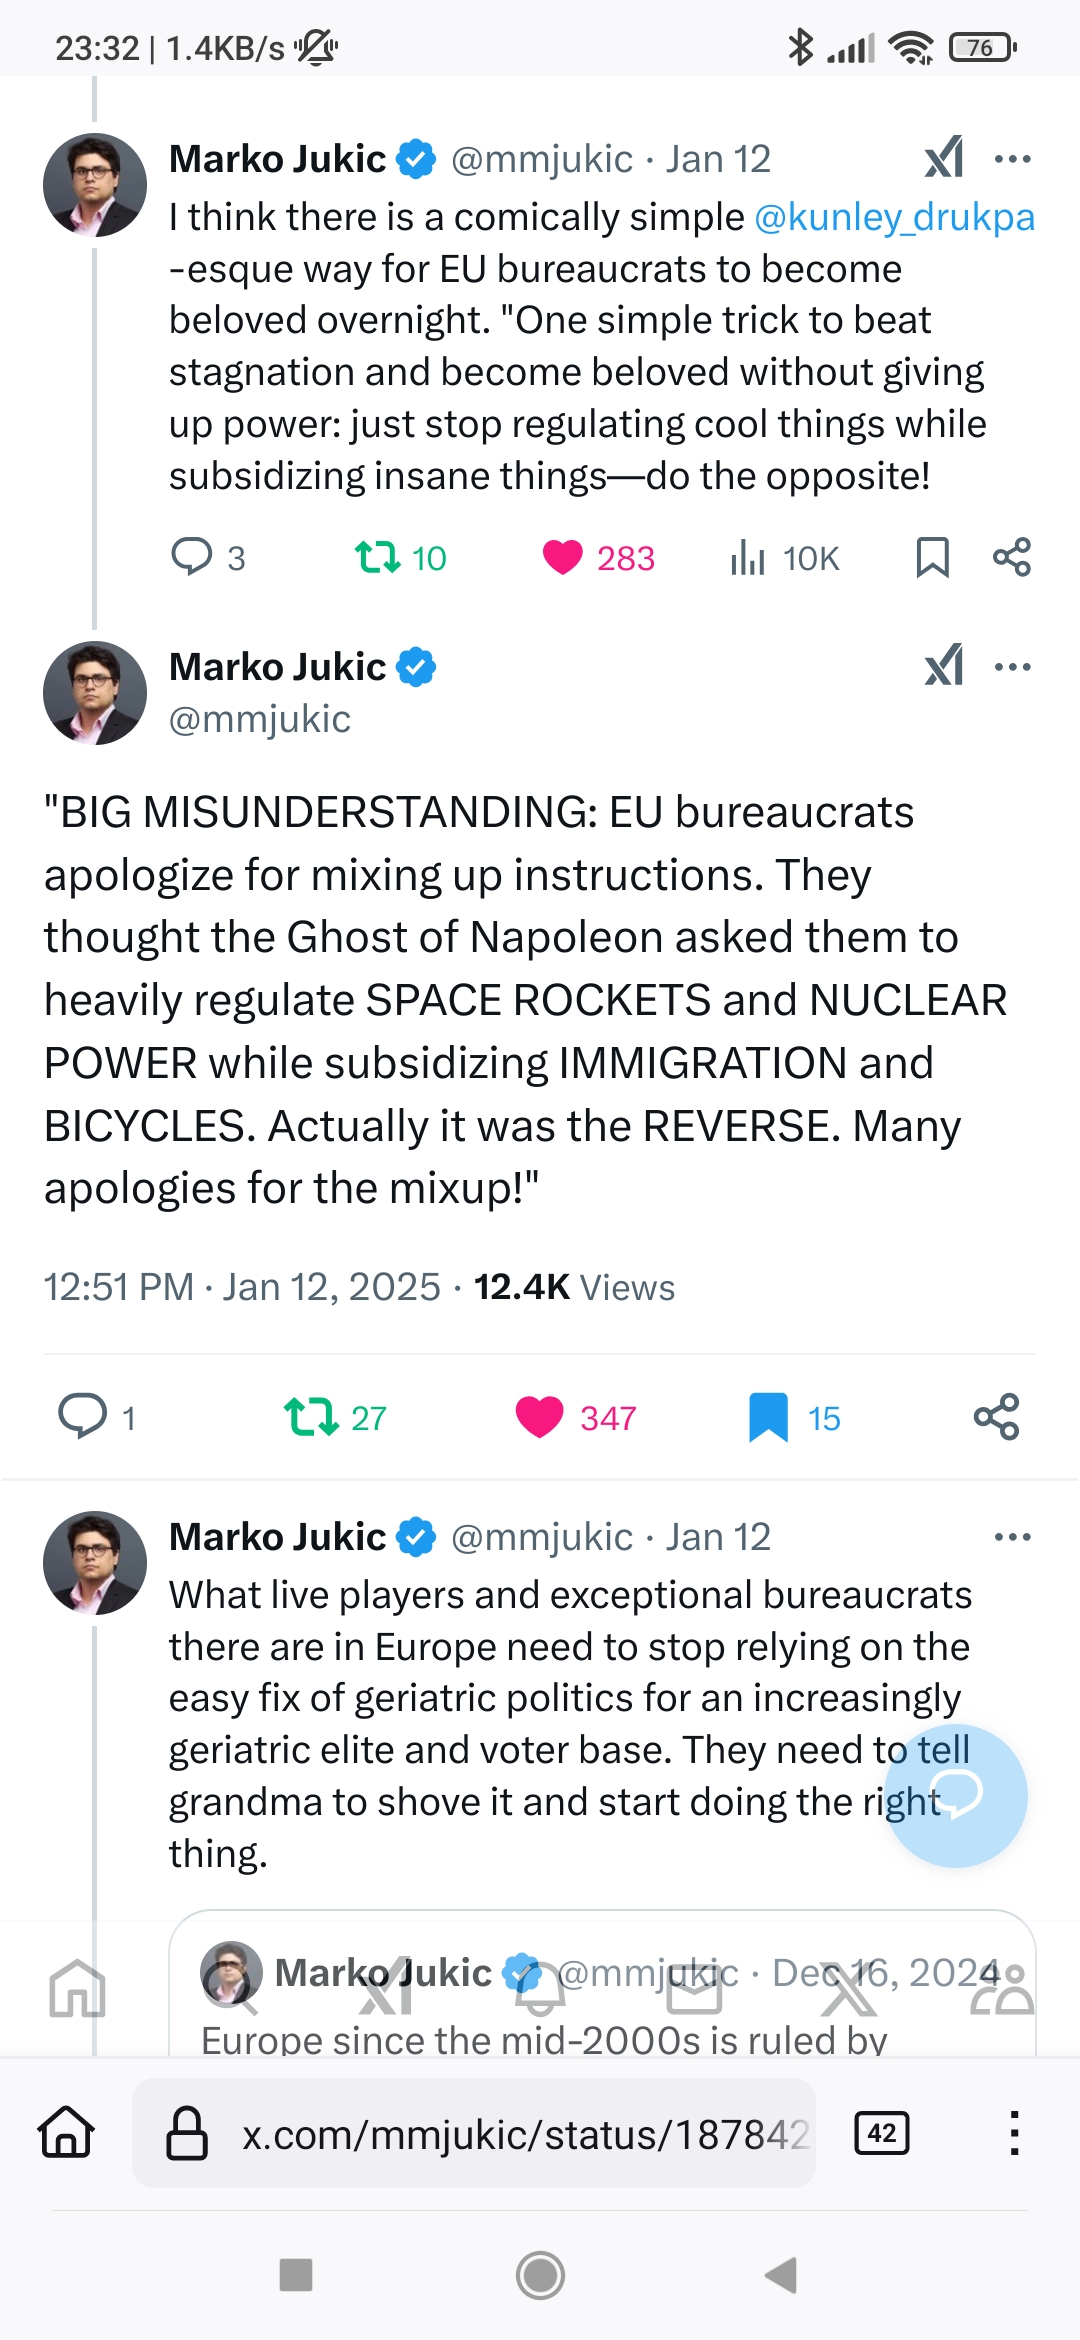 23:32 | 1.4KB/s
76
Marko Jukic @mmjukic · Jan 12
I think there is a comically simple @kunley_drukpa
-esque way for EU bureaucrats to become
beloved overnight. "One simple trick to beat
stagnation and become beloved without giving
up power: just stop regulating cool things while
subsidizing insane things—do the opposite!
3 10 283 10K
Marko Jukic
@mmjukic
"BIG MISUNDERSTANDING: EU bureaucrats
apologize for mixing up instructions. They
thought the Ghost of Napoleon asked them to
heavily regulate SPACE ROCKETS and NUCLEAR
POWER while subsidizing IMMIGRATION and
BICYCLES. Actually it was the REVERSE. Many
apologies for the mixup!"
12:51 PM · Jan 12, 2025 · 12.4K Views
1 27 347 15
Marko Jukic @mmjukic · Jan 12
What live players and exceptional bureaucrats
there are in Europe need to stop relying on the
easy fix of geriatric politics for an increasingly
geriatric elite and voter base. They need to tell
grandma to shove it and start doing the right
thing.
Marko Jukic @mmjukic · Dec 16, 2024
Europe since the mid-2000s is ruled by
x.com/mmjukic/status/187842
42